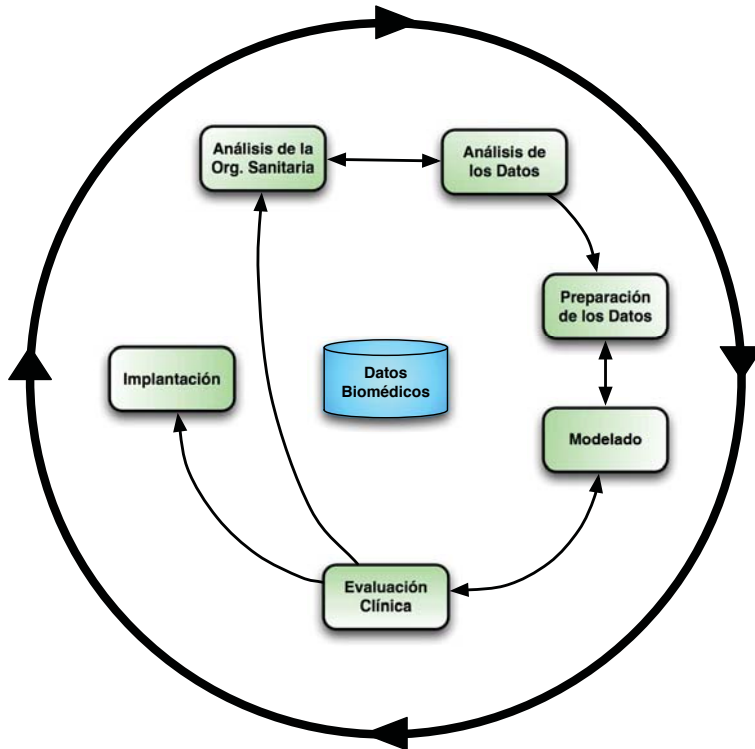 Análisis de la
Org. Sanitaria
Análisis de
los Datos
Preparación
de los Datos
Implantación
Datos
Biomédicos
Modelado
Evaluación
Clínica